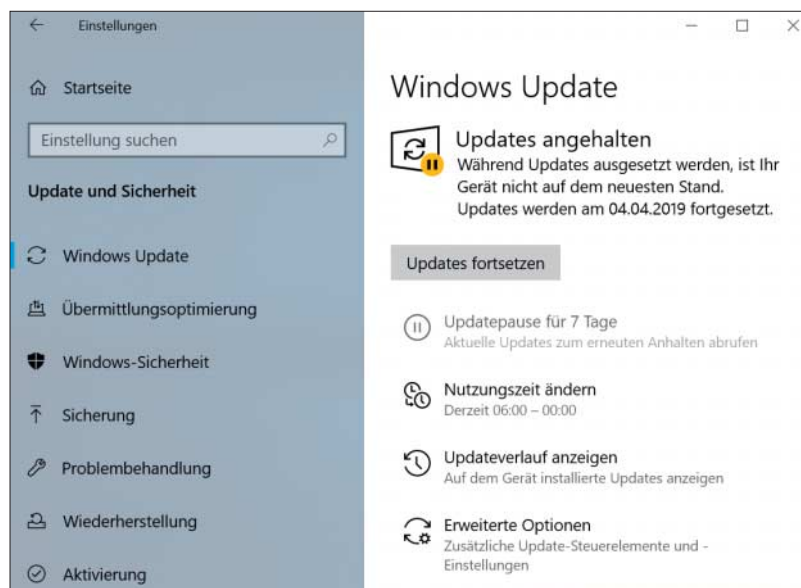 Einstellungen
Startseite
Einstellung suchen
Update und Sicherheit
Windows Update
Übermittlungsoptimierung
Windows-Sicherheit
Sicherung
Problembehandlung
Wiederherstellung
Aktivierung
Windows Update
Updates angehalten
Während Updates ausgesetzt werden, ist Ihr
Gerät nicht auf dem neuesten Stand.
Updates werden am 04.04.2019 fortgesetzt.
Updates fortsetzen
Updatepause für 7 Tage
Aktuelle Updates zum erneuten Anhalten abrufen
Nutzungszeit ändern
Derzeit 06:00 – 00:00
Updateverlauf anzeigen
Auf dem Gerät installierte Updates anzeigen
Erweiterte Optionen
Zusätzliche Update-Steuerelemente und -
Einstellungen